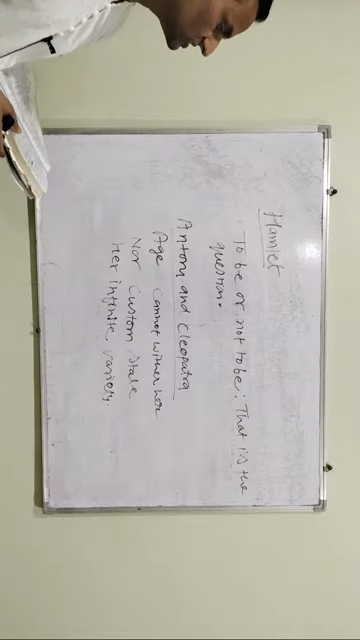 Hamlet
To be or not to be; That is the
question.
Antony and Cleopatra
Age cannot wither her
Nor Custom stale
Her infinite variety.